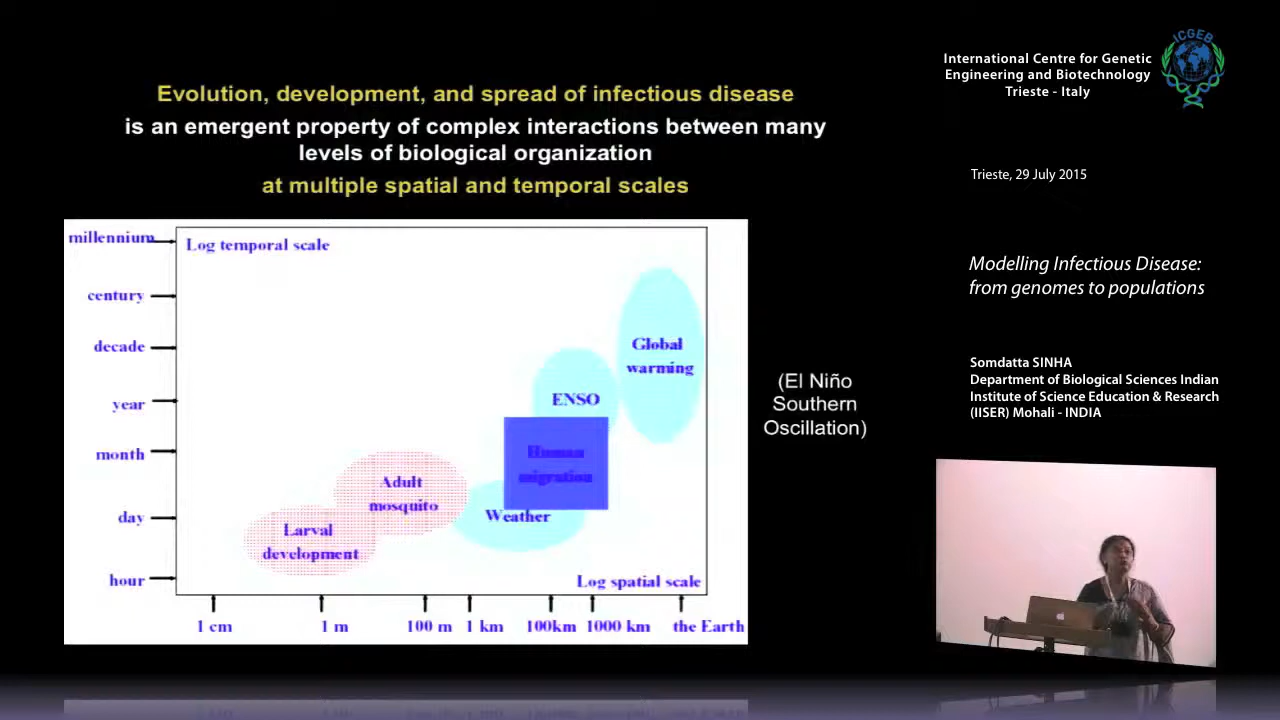 Evolution, development, and spread of infectious disease
is an emergent property of complex interactions between many
levels of biological organization
at multiple spatial and temporal scales
millennium
century
decade
year
month
day
hour
Log temporal scale
Global
warming
ENSO
Human
migration
Adult
mosquito
Weather
Larval
development
Log spatial scale
1 cm
1 m
100 m
1 km
100km
1000 km
the Earth
(El Niño
Southern
Oscillation)
International Centre for Genetic
Engineering and Biotechnology
Trieste - Italy
ICGEB
Trieste, 29 July 2015
Modelling Infectious Disease:
from genomes to populations
Somdatta SINHA
Department of Biological Sciences Indian
Institute of Science Education & Research
(IISER) Mohali - INDIA